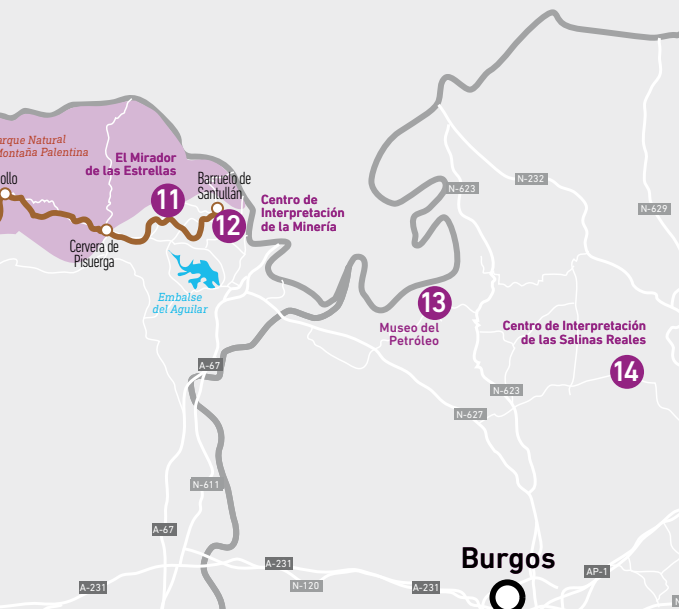 arque Natural
Montaña Palentina
ollo
El Mirador
de las Estrellas
11
Barruelo de
Santullán
12
Centro de
Interpretación
de la Minería
Cervera de
Pisuerga
Embalse
del Aguilar
N-623
N-232
N-629
13
Museo del
Petróleo
Centro de Interpretación
de las Salinas Reales
14
A-67
N-623
N-627
N-611
A-67
A-231
N-120
A-231
A-231
Burgos
AP-1
N